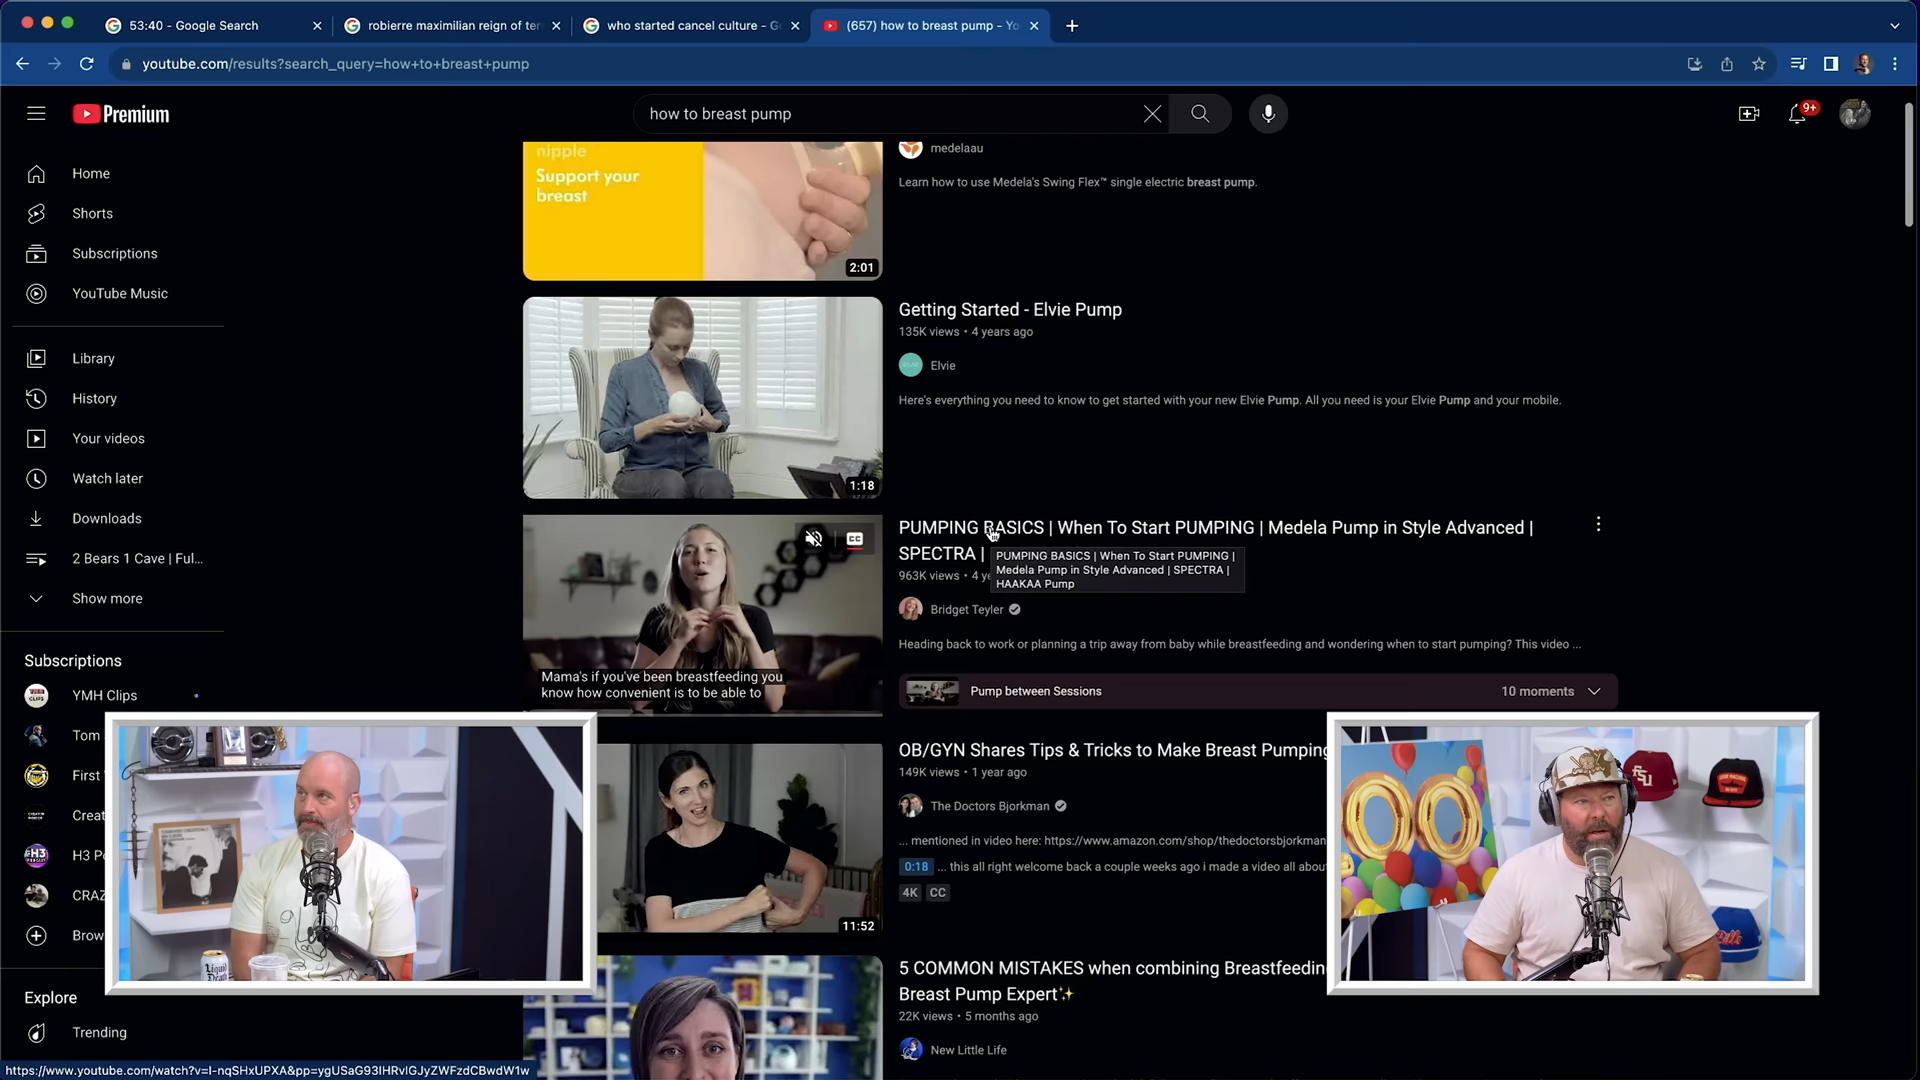 53:40 - Google Search
robierre maximilian reign of ter
who started cancel culture - G
(657) how to breast pump - Yo
youtube.com/results?search_query=how+to+breast+pump
Premium
how to breast pump
9+
Home
Shorts
Subscriptions
YouTube Music
Library
History
Your videos
Watch later
Downloads
2 Bears 1 Cave | Ful...
Show more
Subscriptions
YMH Clips
Tom
First
Creat
H3 Po
CRAZ
Brow
Explore
Trending
nipple
Support your
breast
2:01
medelaau
Learn how to use Medela's Swing Flex™ single electric breast pump.
1:18
Getting Started - Elvie Pump
135K views • 4 years ago
Elvie
Here's everything you need to know to get started with your new Elvie Pump. All you need is your Elvie Pump and your mobile.
CC
Mama's if you've been breastfeeding you
know how convenient is to be able to
PUMPING BASICS | When To Start PUMPING | Medela Pump in Style Advanced |
SPECTRA |
PUMPING BASICS | When To Start PUMPING |
Medela Pump in Style Advanced | SPECTRA |
HAAKAA Pump
963K views • 4 ye
Bridget Teyler
Heading back to work or planning a trip away from baby while breastfeeding and wondering when to start pumping? This video ...
Pump between Sessions
10 moments
11:52
OB/GYN Shares Tips & Tricks to Make Breast Pumping
149K views • 1 year ago
The Doctors Bjorkman
... mentioned in video here: https://www.amazon.com/shop/thedoctorsbjorkman
0:18 ... this all right welcome back a couple weeks ago i made a video all about
4K CC
5 COMMON MISTAKES when combining Breastfeedin
Breast Pump Expert✨
22K views • 5 months ago
New Little Life
Liquid
Death
FSU
https://www.youtube.com/watch?v=I-nqSHxUPXA&pp=ygUSaG93IHRvIGJyZWFzdCBwdW1w